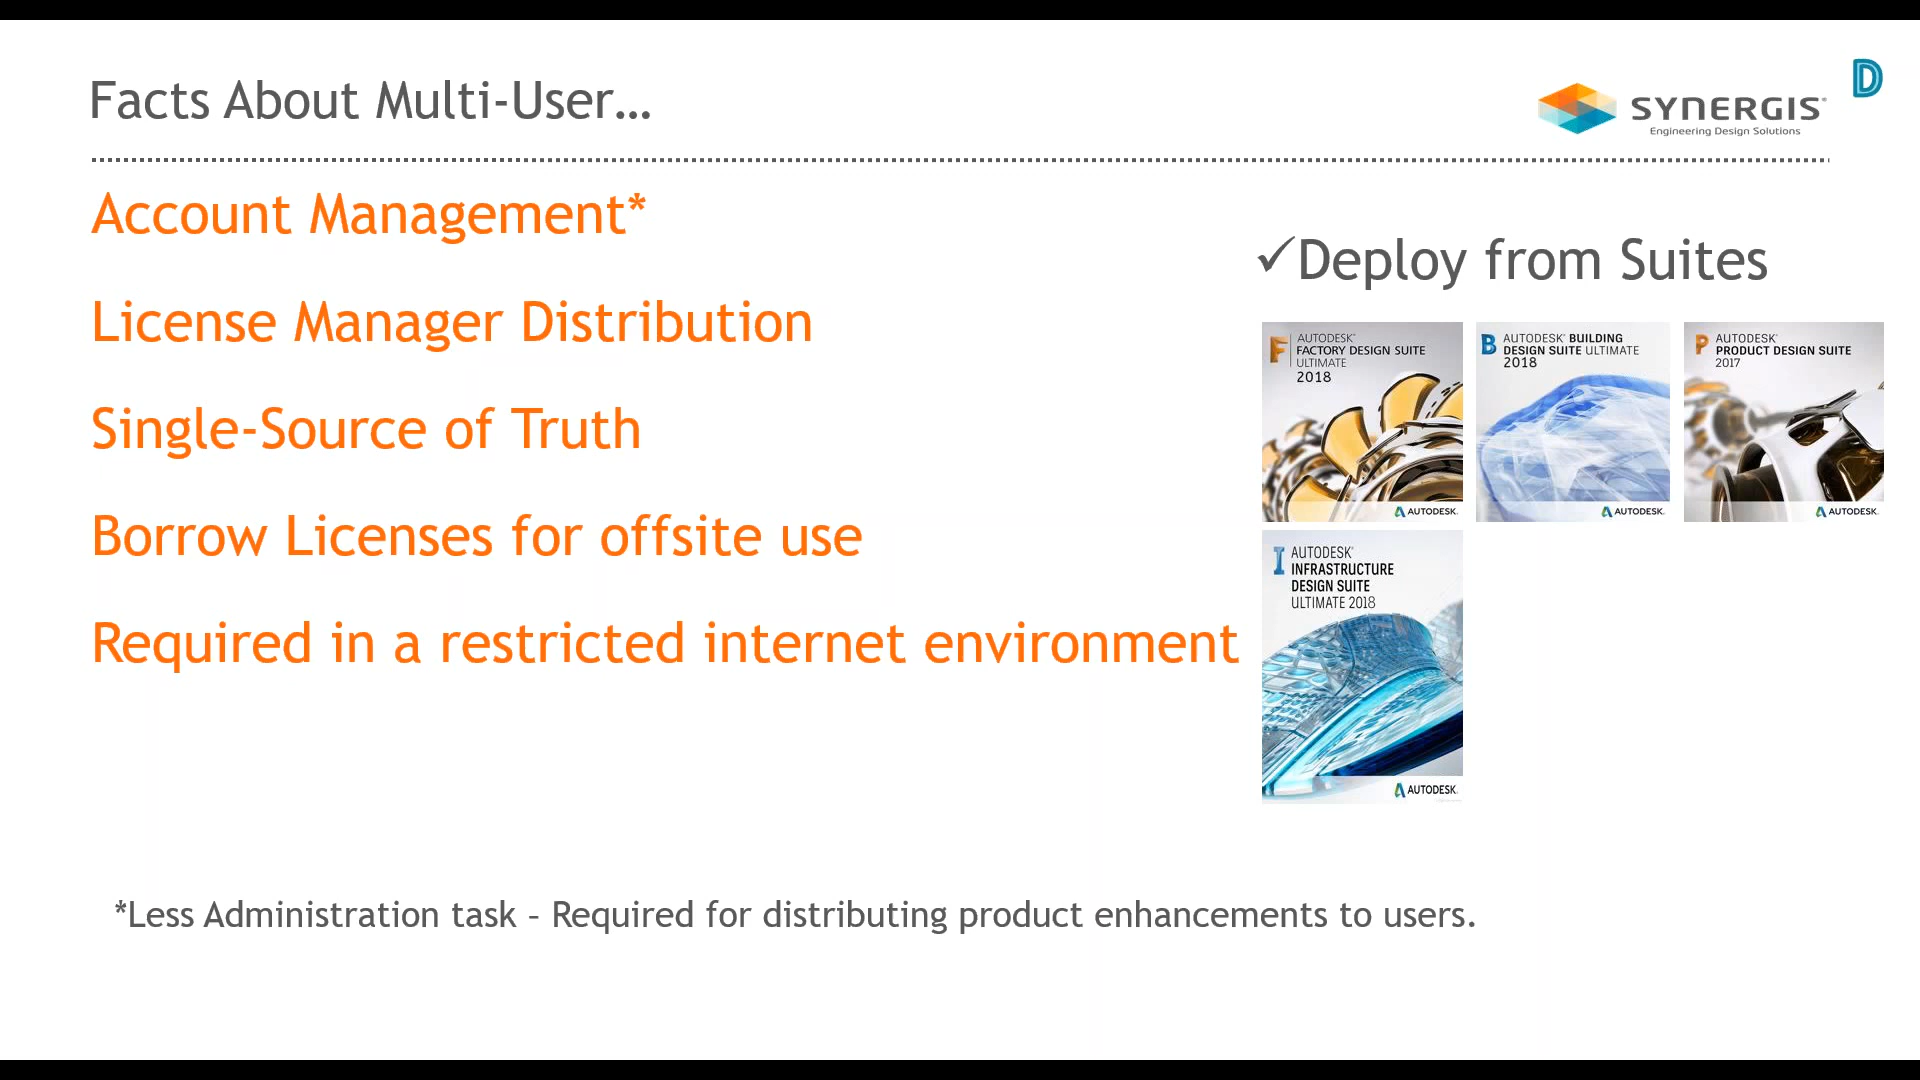 Facts About Multi-User…
D
SYNERGIS®
Engineering Design Solutions
Account Management*
License Manager Distribution
Single-Source of Truth
Borrow Licenses for offsite use
Required in a restricted internet environment
✓Deploy from Suites
F
AUTODESK®
FACTORY DESIGN SUITE
ULTIMATE
2018
AUTODESK.
B
AUTODESK® BUILDING
DESIGN SUITE ULTIMATE
2018
AUTODESK.
P
AUTODESK®
PRODUCT DESIGN SUITE
2017
AUTODESK.
I
AUTODESK®
INFRASTRUCTURE
DESIGN SUITE
ULTIMATE 2018
AUTODESK.
*Less Administration task – Required for distributing product enhancements to users.